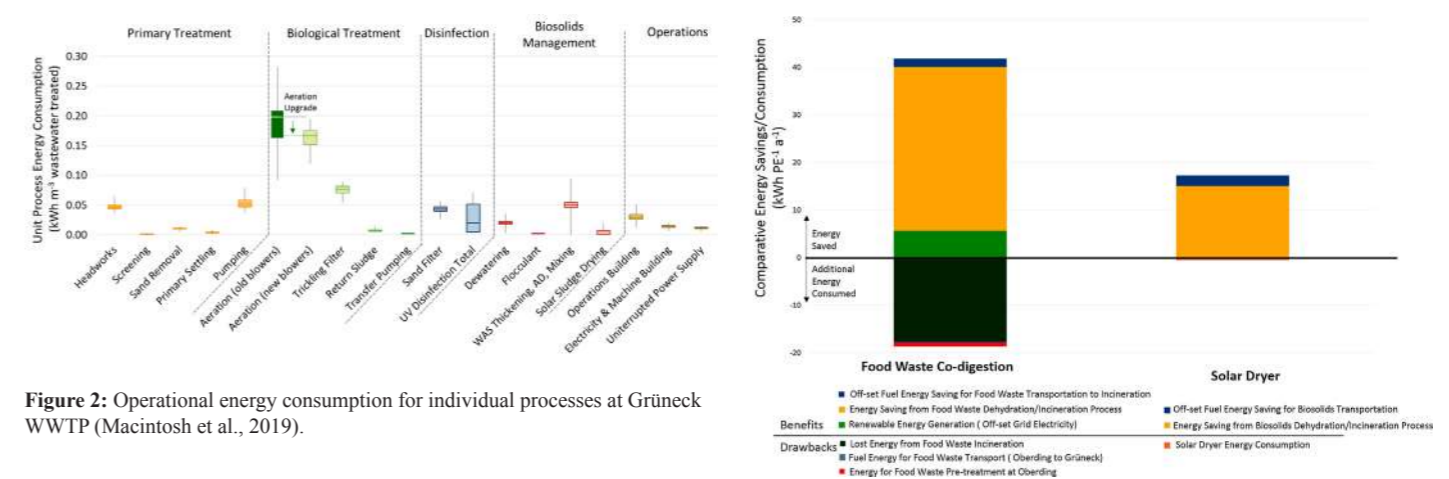 Primary Treatment
Biological Treatment
Disinfection
Biosolids
Management
Operations
Unit Process Energy Consumption
(kWh m-3 wastewater treated)
0.30
0.25
0.20
0.15
0.10
0.05
0.00
Aeration
Upgrade
Headworks
Screening
Sand Removal
Primary Settling
Pumping
Aeration (old blowers)
Aeration (new blowers)
Trickling Filter
Return Sludge
Transfer Pumping
Sand Filter
UV Disinfection Total
Dewatering
Flocculant
WAS Thickening, AD, Mixing
Solar Sludge Drying
Operations Building
Electricity & Machine Building
Uniterrupted Power Supply
Figure 2: Operational energy consumption for individual processes at Grüneck
WWTP (Macintosh et al., 2019).
Comparative Energy Savings/Consumption
(kWh PE-1 a-1)
50
40
30
20
10
0
-10
-20
Energy
Saved
Additional
Energy
Consumed
Food Waste Co-digestion
Solar Dryer
Off-set Fuel Energy Saving for Food Waste Transportation to Incineration
Energy Saving from Food Waste Dehydration/Incineration Process
Off-set Fuel Energy Saving for Biosolids Transportation
Benefits
Renewable Energy Generation ( Off-set Grid Electricity)
Energy Saving from Biosolids Dehydration/Incineration Process
Drawbacks
Lost Energy from Food Waste Incineration
Solar Dryer Energy Consumption
Fuel Energy for Food Waste Transport ( Oberding to Grüneck)
Energy for Food Waste Pre-treatment at Oberding